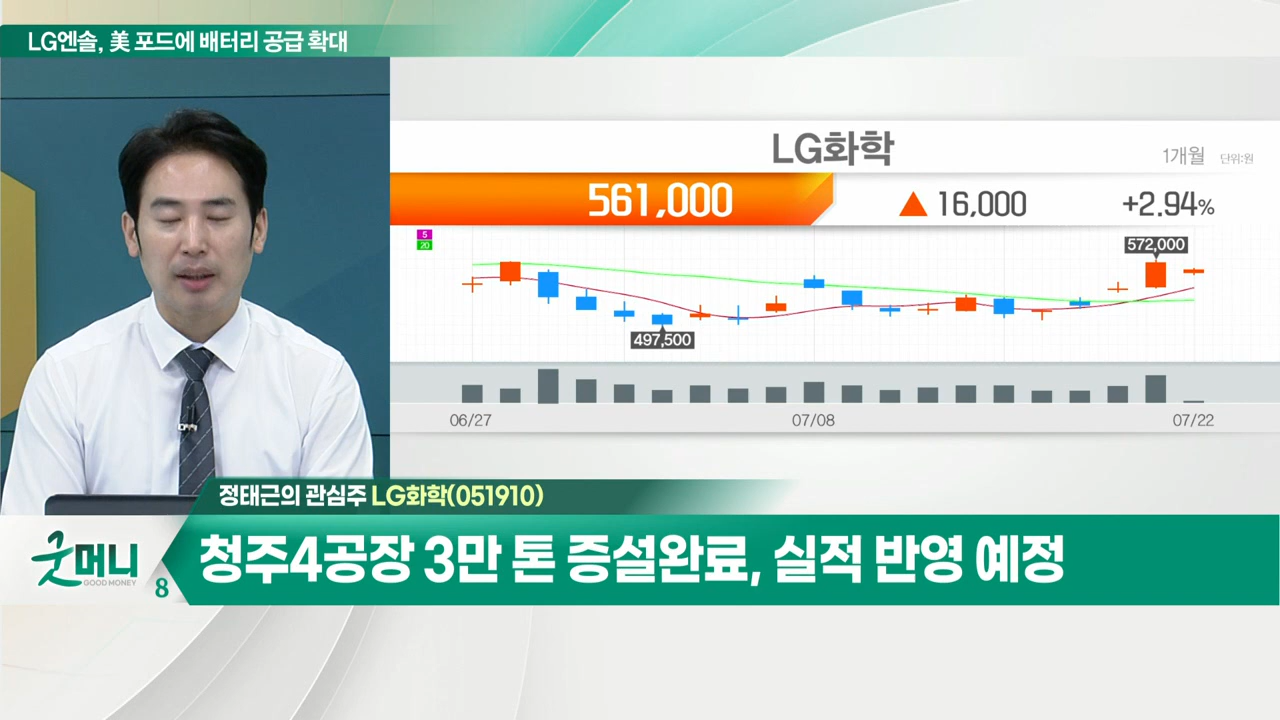 LG엔솔, 美 포드에 배터리 공급 확대
LG화학
1개월 단위:원
561,000 ▲ 16,000 +2.94%
5
20
572,000
497,500
06/27 07/08 07/22
정태근의 관심주 LG화학(051910)
굿머니
GOOD MONEY
8
청주4공장 3만 톤 증설완료, 실적 반영 예정